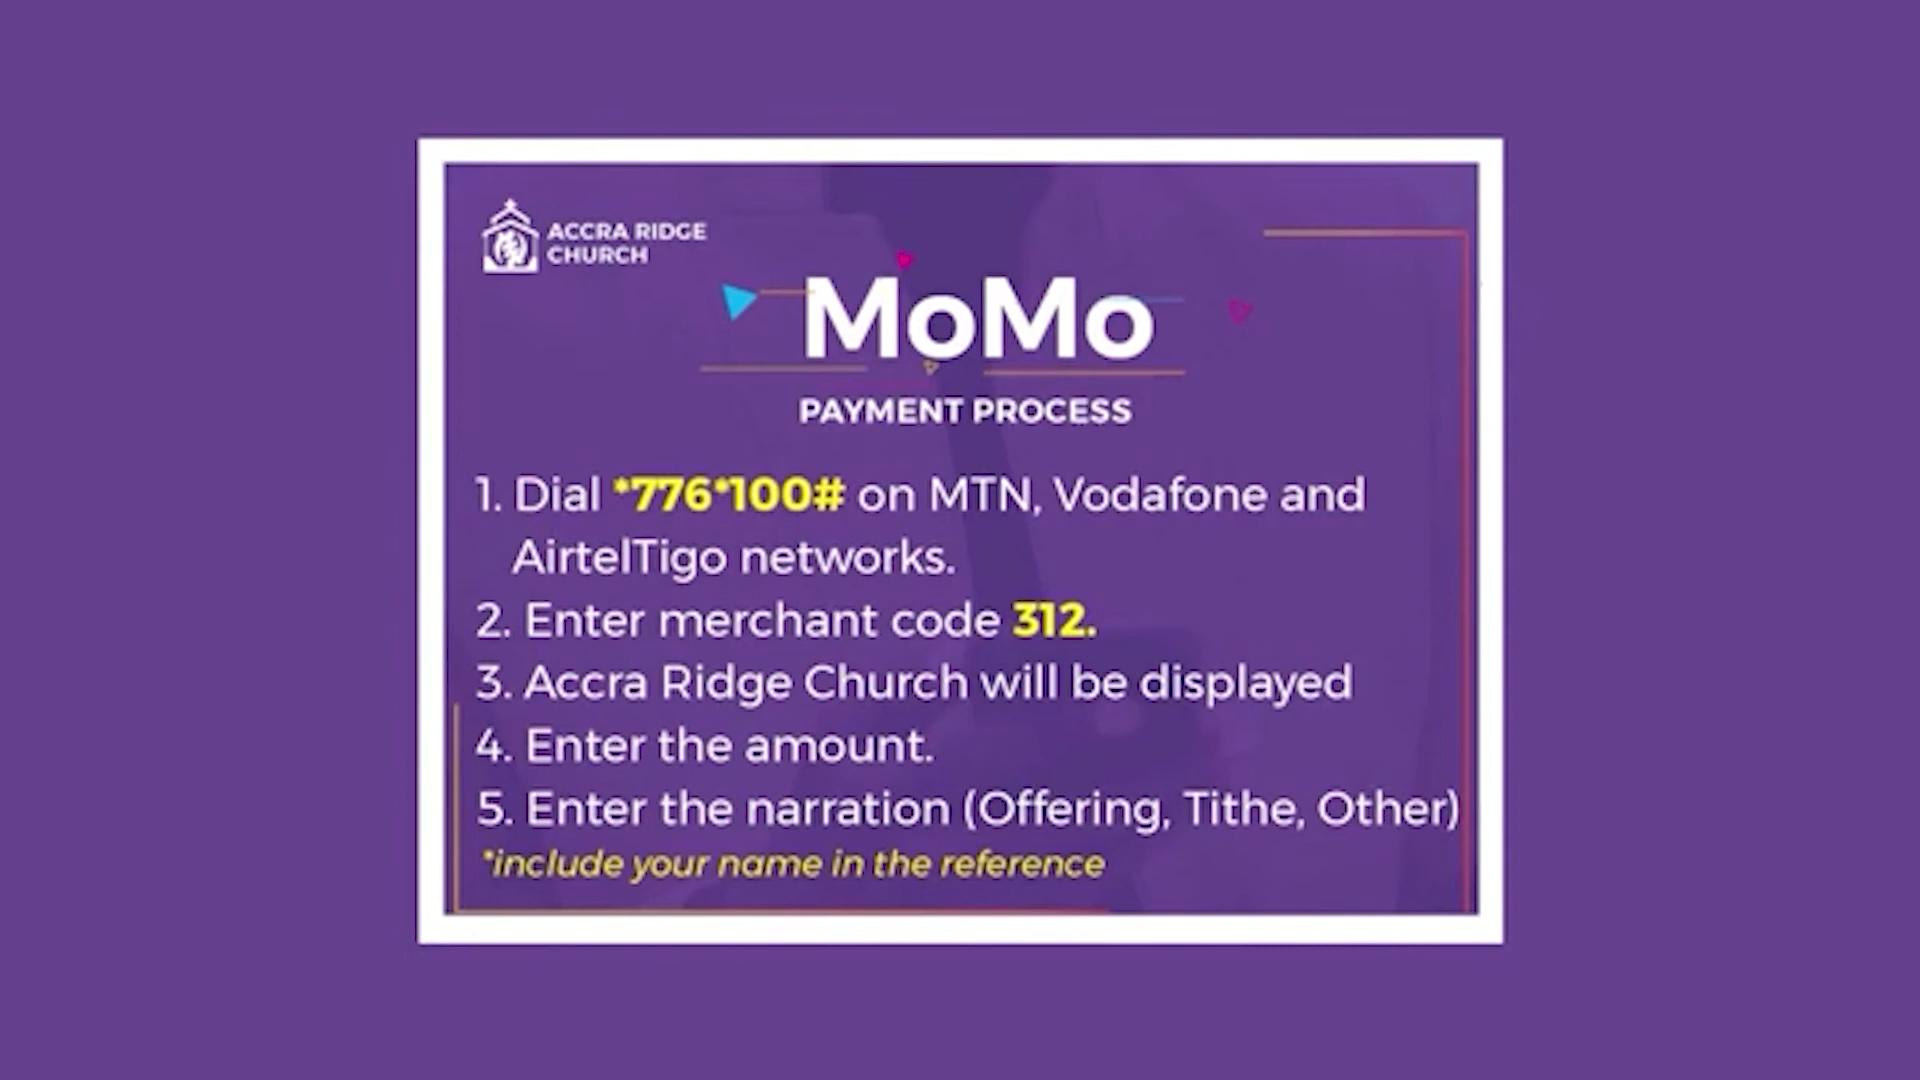 ACCRA RIDGE
CHURCH
MoMo
PAYMENT PROCESS
1. Dial *776*100# on MTN, Vodafone and
AirtelTigo networks.
2. Enter merchant code 312.
3. Accra Ridge Church will be displayed
4. Enter the amount.
5. Enter the narration (Offering, Tithe, Other)
*include your name in the reference